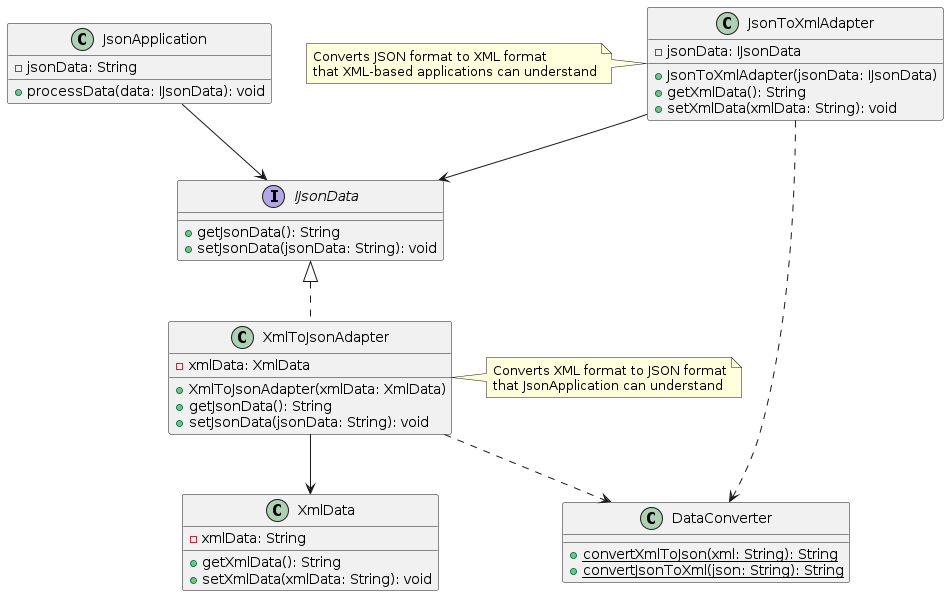 C JsonApplication
jsonData: String
processData(data: IJsonData): void
Converts JSON format to XML format
that XML-based applications can understand
C JsonToXmlAdapter
jsonData: IJsonData
JsonToXmlAdapter(jsonData: IJsonData)
getXmlData(): String
setXmlData(xmlData: String): void
I IJsonData
getJsonData(): String
setJsonData(jsonData: String): void
C XmlToJsonAdapter
xmlData: XmlData
XmlToJsonAdapter(xmlData: XmlData)
getJsonData(): String
setJsonData(jsonData: String): void
Converts XML format to JSON format
that JsonApplication can understand
C XmlData
xmlData: String
getXmlData(): String
setXmlData(xmlData: String): void
C DataConverter
convertXmlToJson(xml: String): String
convertJsonToXml(json: String): String